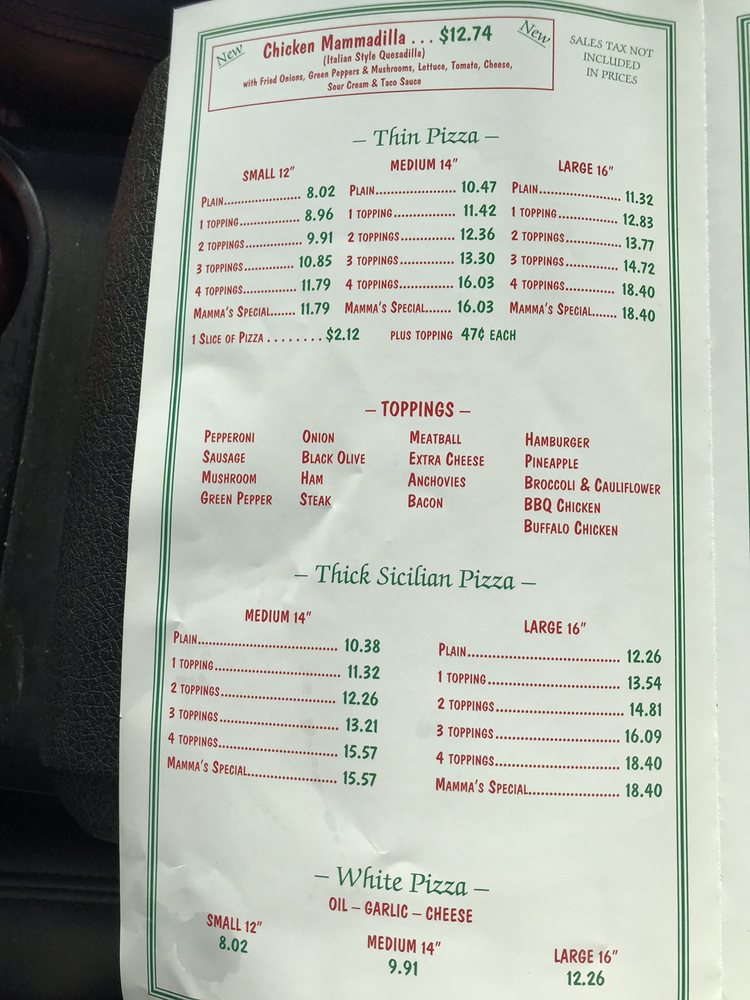 New
Chicken Mammadilla ... $12.74
New
(Italian Style Quesadilla)
with Fried Onions, Green Peppers & Mushrooms, Lettuce, Tomato, Cheese,
Sour Cream & Taco Sauce
SALES TAX NOT
INCLUDED
IN PRICES
– Thin Pizza –
SMALL 12"
PLAIN..................... 8.02
1 TOPPING................ 8.96
2 TOPPINGS............... 9.91
3 TOPPINGS............. 10.85
4 TOPPINGS.............. 11.79
MAMMA'S SPECIAL....... 11.79
MEDIUM 14"
PLAIN...................... 10.47
1 TOPPING................. 11.42
2 TOPPINGS............... 12.36
3 TOPPINGS............... 13.30
4 TOPPINGS............... 16.03
MAMMA'S SPECIAL....... 16.03
LARGE 16"
PLAIN...................... 11.32
1 TOPPING................ 12.83
2 TOPPINGS............... 13.77
3 TOPPINGS............... 14.72
4 TOPPINGS............... 18.40
MAMMA'S SPECIAL...... 18.40
1 SLICE OF PIZZA ........ $2.12 PLUS TOPPING 47¢ EACH
– TOPPINGS –
PEPPERONI
SAUSAGE
MUSHROOM
GREEN PEPPER
ONION
BLACK OLIVE
HAM
STEAK
MEATBALL
EXTRA CHEESE
ANCHOVIES
BACON
HAMBURGER
PINEAPPLE
BROCCOLI & CAULIFLOWER
BBQ CHICKEN
BUFFALO CHICKEN
– Thick Sicilian Pizza –
MEDIUM 14"
PLAIN..................................... 10.38
1 TOPPING................................. 11.32
2 TOPPINGS.............................. 12.26
3 TOPPINGS............................... 13.21
4 TOPPINGS............................... 15.57
MAMMA'S SPECIAL....................... 15.57
LARGE 16"
PLAIN........................................ 12.26
1 TOPPING................................... 13.54
2 TOPPINGS................................. 14.81
3 TOPPINGS................................. 16.09
4 TOPPINGS................................. 18.40
MAMMA'S SPECIAL........................ 18.40
– White Pizza –
OIL – GARLIC – CHEESE
SMALL 12"
8.02
MEDIUM 14"
9.91
LARGE 16"
12.26